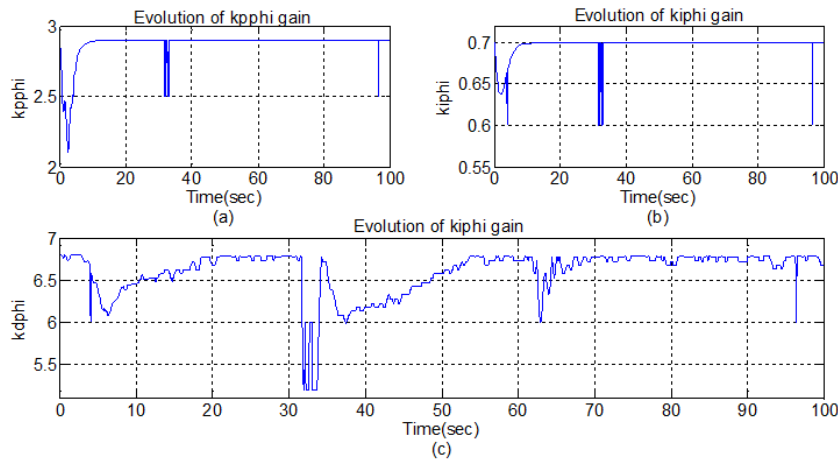 Evolution of kpphi gain
3
2.5
2
kpphi
0 20 40 60 80 100
Time(sec)
(a)
Evolution of kiphi gain
0.7
0.65
0.6
0.55
kiphi
0 20 40 60 80 100
Time(sec)
(b)
Evolution of kiphi gain
7
6.5
6
5.5
kdphi
0 10 20 30 40 50 60 70 80 90 100
Time(sec)
(c)